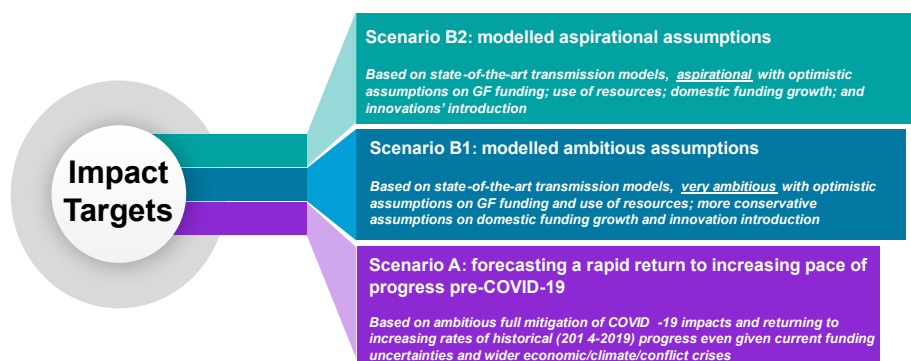 Impact
Targets
Scenario B2: modelled aspirational assumptions
Based on state-of-the-art transmission models, aspirational with optimistic
assumptions on GF funding; use of resources; domestic funding growth; and
innovations' introduction
Scenario B1: modelled ambitious assumptions
Based on state-of-the-art transmission models, very ambitious with optimistic
assumptions on GF funding and use of resources; more conservative
assumptions on domestic funding growth and innovation introduction
Scenario A: forecasting a rapid return to increasing pace of
progress pre-COVID-19
Based on ambitious full mitigation of COVID -19 impacts and returning to
increasing rates of historical (201 4-2019) progress even given current funding
uncertainties and wider economic/climate/conflict crises